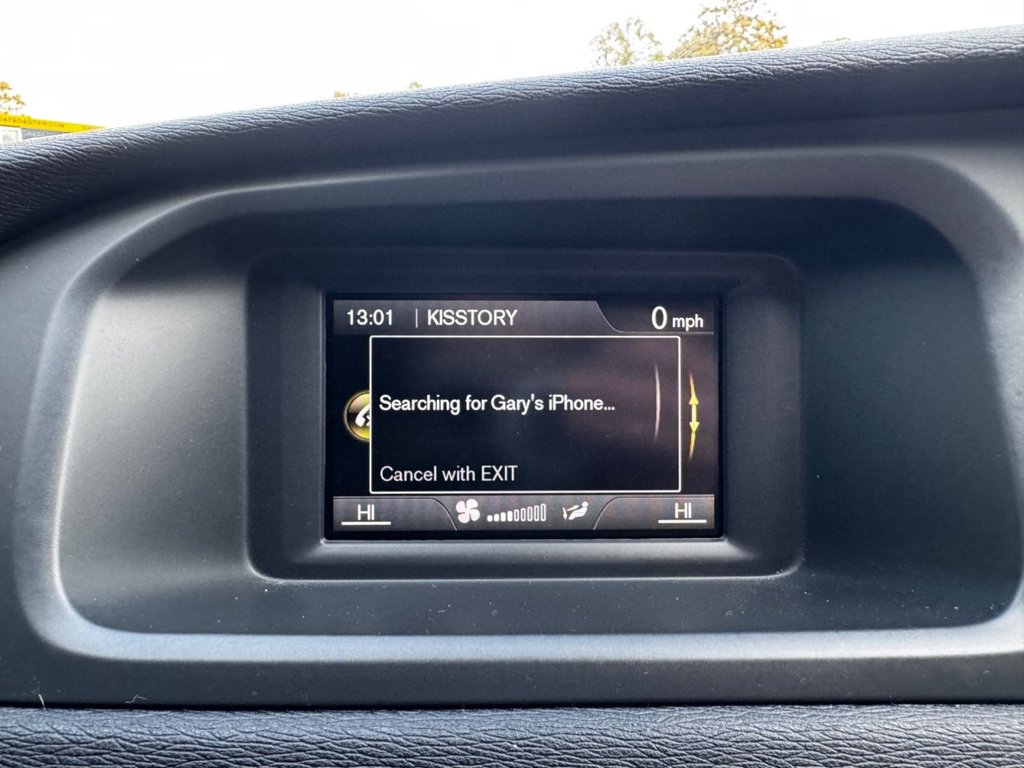 13:01 | KISSTORY
0 mph
Searching for Gary's iPhone...
Cancel with EXIT
HI
HI